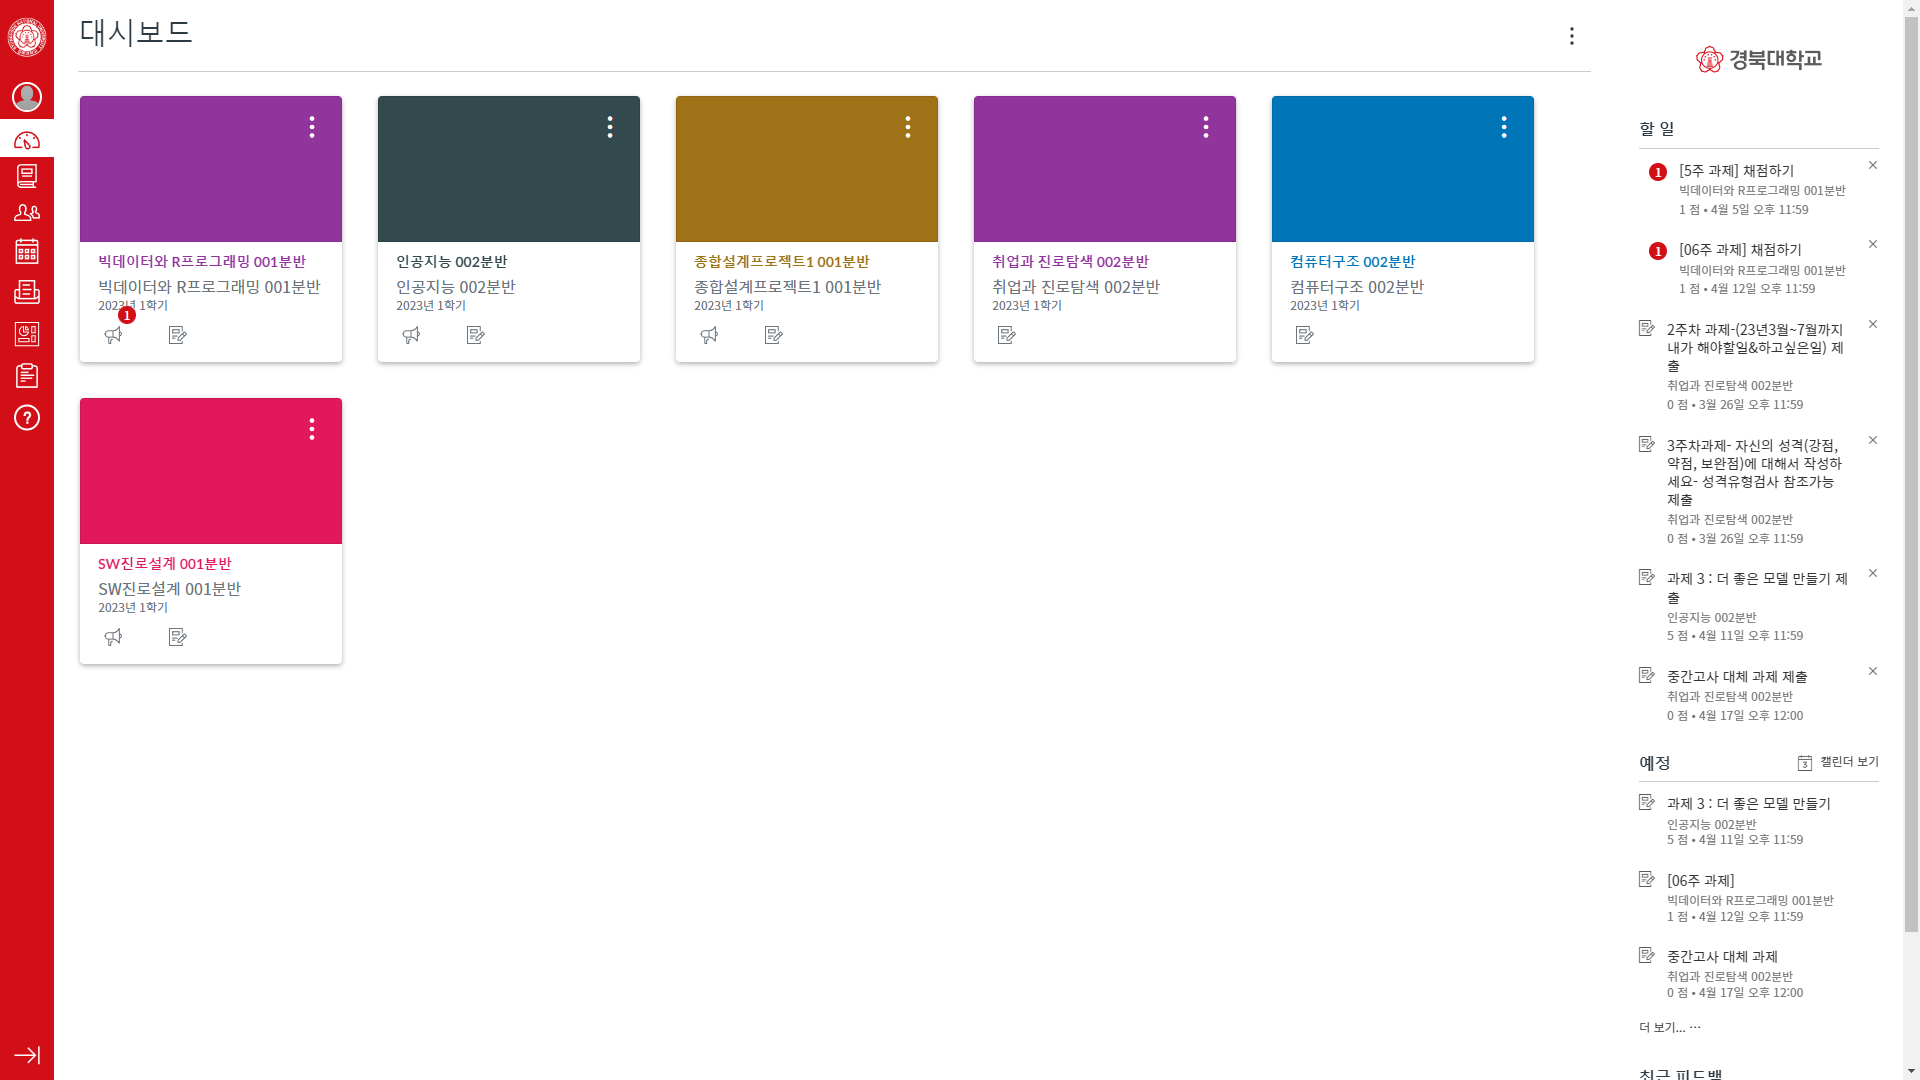 대시보드
빅데이터와 R프로그래밍 001분반
빅데이터와 R프로그래밍 001분반
2023년 1학기
1
인공지능 002분반
인공지능 002분반
2023년 1학기
종합설계프로젝트1 001분반
종합설계프로젝트1 001분반
2023년 1학기
취업과 진로탐색 002분반
취업과 진로탐색 002분반
2023년 1학기
컴퓨터구조 002분반
컴퓨터구조 002분반
2023년 1학기
SW진로설계 001분반
SW진로설계 001분반
2023년 1학기
경북대학교
할 일
1
[5주 과제] 채점하기
빅데이터와 R프로그래밍 001분반
1 점 • 4월 5일 오후 11:59
1
[06주 과제] 채점하기
빅데이터와 R프로그래밍 001분반
1 점 • 4월 12일 오후 11:59
2주차 과제-(23년3월~7월까지
내가 해야할일&하고싶은일) 제
출
취업과 진로탐색 002분반
0 점 • 3월 26일 오후 11:59
3주차과제- 자신의 성격(강점,
약점, 보완점)에 대해서 작성하
세요- 성격유형검사 참조가능
제출
취업과 진로탐색 002분반
0 점 • 3월 26일 오후 11:59
과제 3 : 더 좋은 모델 만들기 제
출
인공지능 002분반
5 점 • 4월 11일 오후 11:59
중간고사 대체 과제 제출
취업과 진로탐색 002분반
0 점 • 4월 17일 오후 12:00
예정
3
캘린더 보기
과제 3 : 더 좋은 모델 만들기
인공지능 002분반
5 점 • 4월 11일 오후 11:59
[06주 과제]
빅데이터와 R프로그래밍 001분반
1 점 • 4월 12일 오후 11:59
중간고사 대체 과제
취업과 진로탐색 002분반
0 점 • 4월 17일 오후 12:00
더 보기... ···
최근 피드백